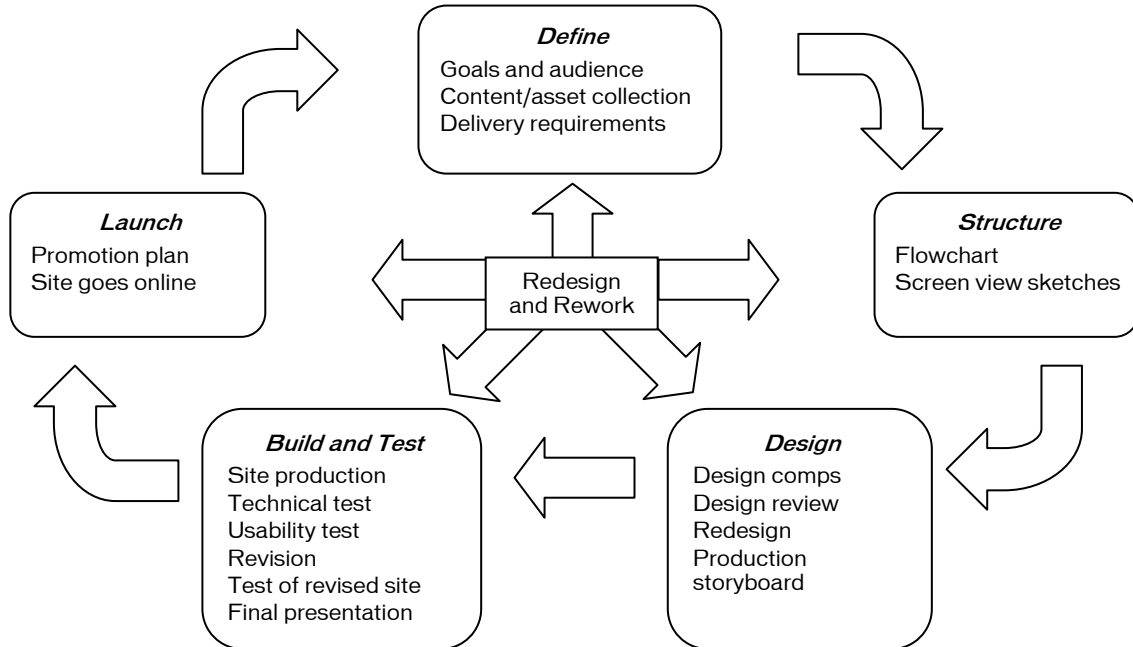 Define
Goals and audience
Content/asset collection
Delivery requirements
Launch
Promotion plan
Site goes online
Structure
Flowchart
Screen view sketches
Redesign
and Rework
Build and Test
Site production
Technical test
Usability test
Revision
Test of revised site
Final presentation
Design
Design comps
Design review
Redesign
Production
storyboard